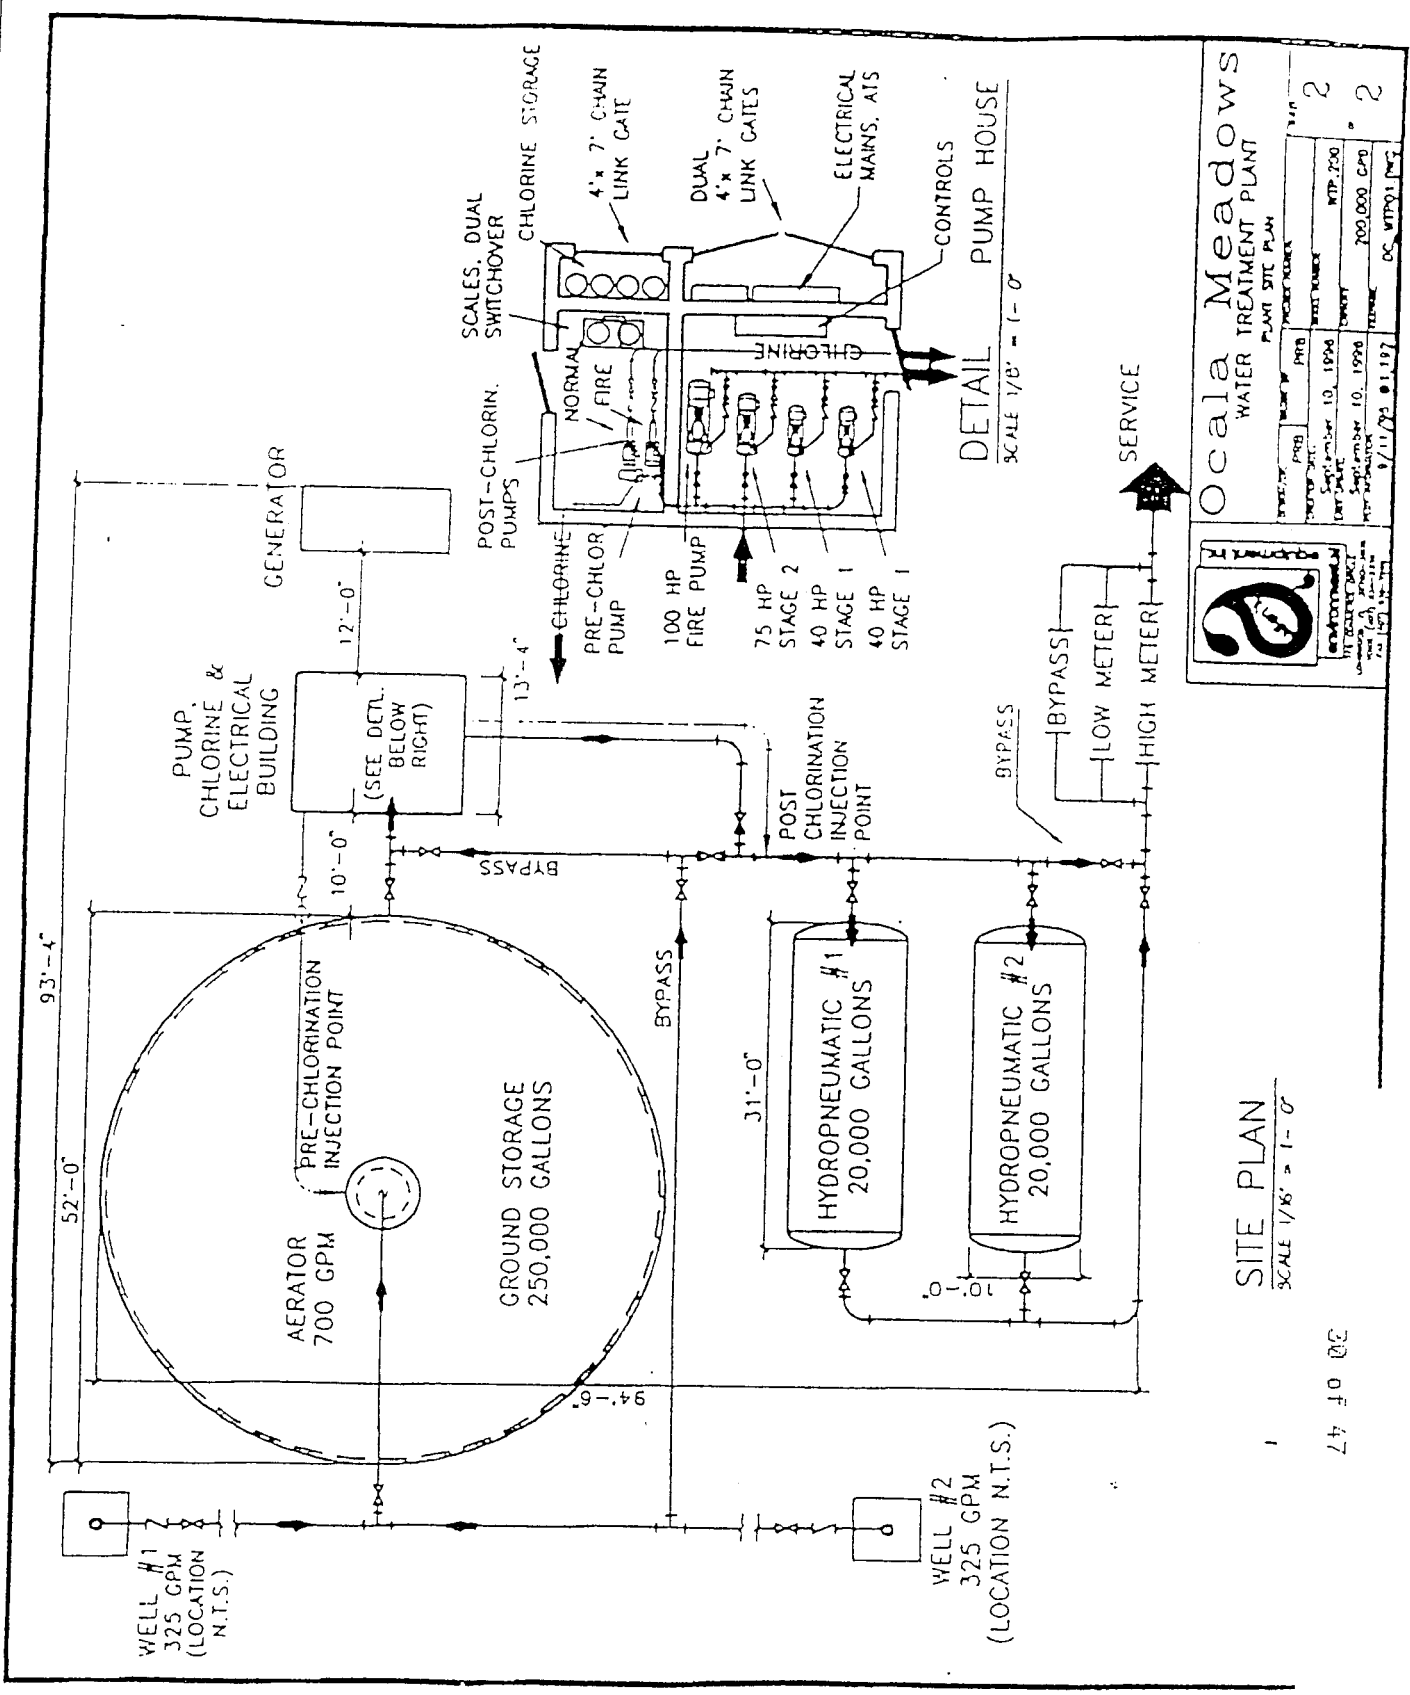 93'-4"
52'-0"
GENERATOR
12'-0"
PUMP,
CHLORINE &
ELECTRICAL
BUILDING
(SEE DETL.
BELOW
RIGHT)
13'-4"
10'-0"
PRE-CHLORINATION
INJECTION POINT
AERATOR
700 GPM
GROUND STORAGE
250,000 GALLONS
94'-6"
WELL #1
325 GPM
(LOCATION
N.T.S.)
WELL #2
325 GPM
(LOCATION N.T.S.)
BYPASS
BYPASS
POST
CHLORINATION
INJECTION
POINT
31'-0"
HYDROPNEUMATIC #1
20,000 GALLONS
HYDROPNEUMATIC #2
20,000 GALLONS
10'-0"
BYPASS
BYPASS
LOW METER
HIGH METER
SERVICE
SCALES, DUAL
SWITCHOVER
CHLORINE STORAGE
4' x 7' CHAIN
LINK GATE
DUAL
4' x 7' CHAIN
LINK GATES
ELECTRICAL
MAINS, ATS
CONTROLS
POST-CHLORIN.
PUMPS
NORMAL
FIRE
CHLORINE
CHLORINE
PRE-CHLOR
PUMP
100 HP
FIRE PUMP
75 HP
STAGE 2
40 HP
STAGE 1
40 HP
STAGE 1
DETAIL PUMP HOUSE
SCALE 1/8" = 1'-0"
SITE PLAN
SCALE 1/16" = 1'-0"
Ocala Meadows
WATER TREATMENT PLANT
PLANT SITE PLAN
PRB
PRB
September 10, 1998
WTP-200
September 10, 1998
200,000 GPD
2
2
environmental
30 of 47